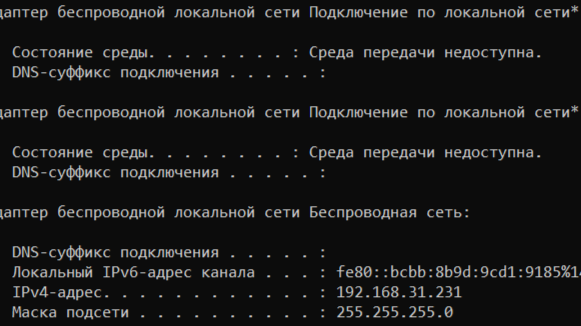 даптер беспроводной локальной сети Подключение по локальной сети*
Состояние среды. . . . . . . . : Среда передачи недоступна.
DNS-суффикс подключения . . . . . :
даптер беспроводной локальной сети Подключение по локальной сети*
Состояние среды. . . . . . . . : Среда передачи недоступна.
DNS-суффикс подключения . . . . . :
даптер беспроводной локальной сети Беспроводная сеть:
DNS-суффикс подключения . . . . . :
Локальный IPv6-адрес канала . . . : fe80::bcbb:8b9d:9cd1:9185%14
IPv4-адрес. . . . . . . . . . . . : 192.168.31.231
Маска подсети . . . . . . . . . . : 255.255.255.0